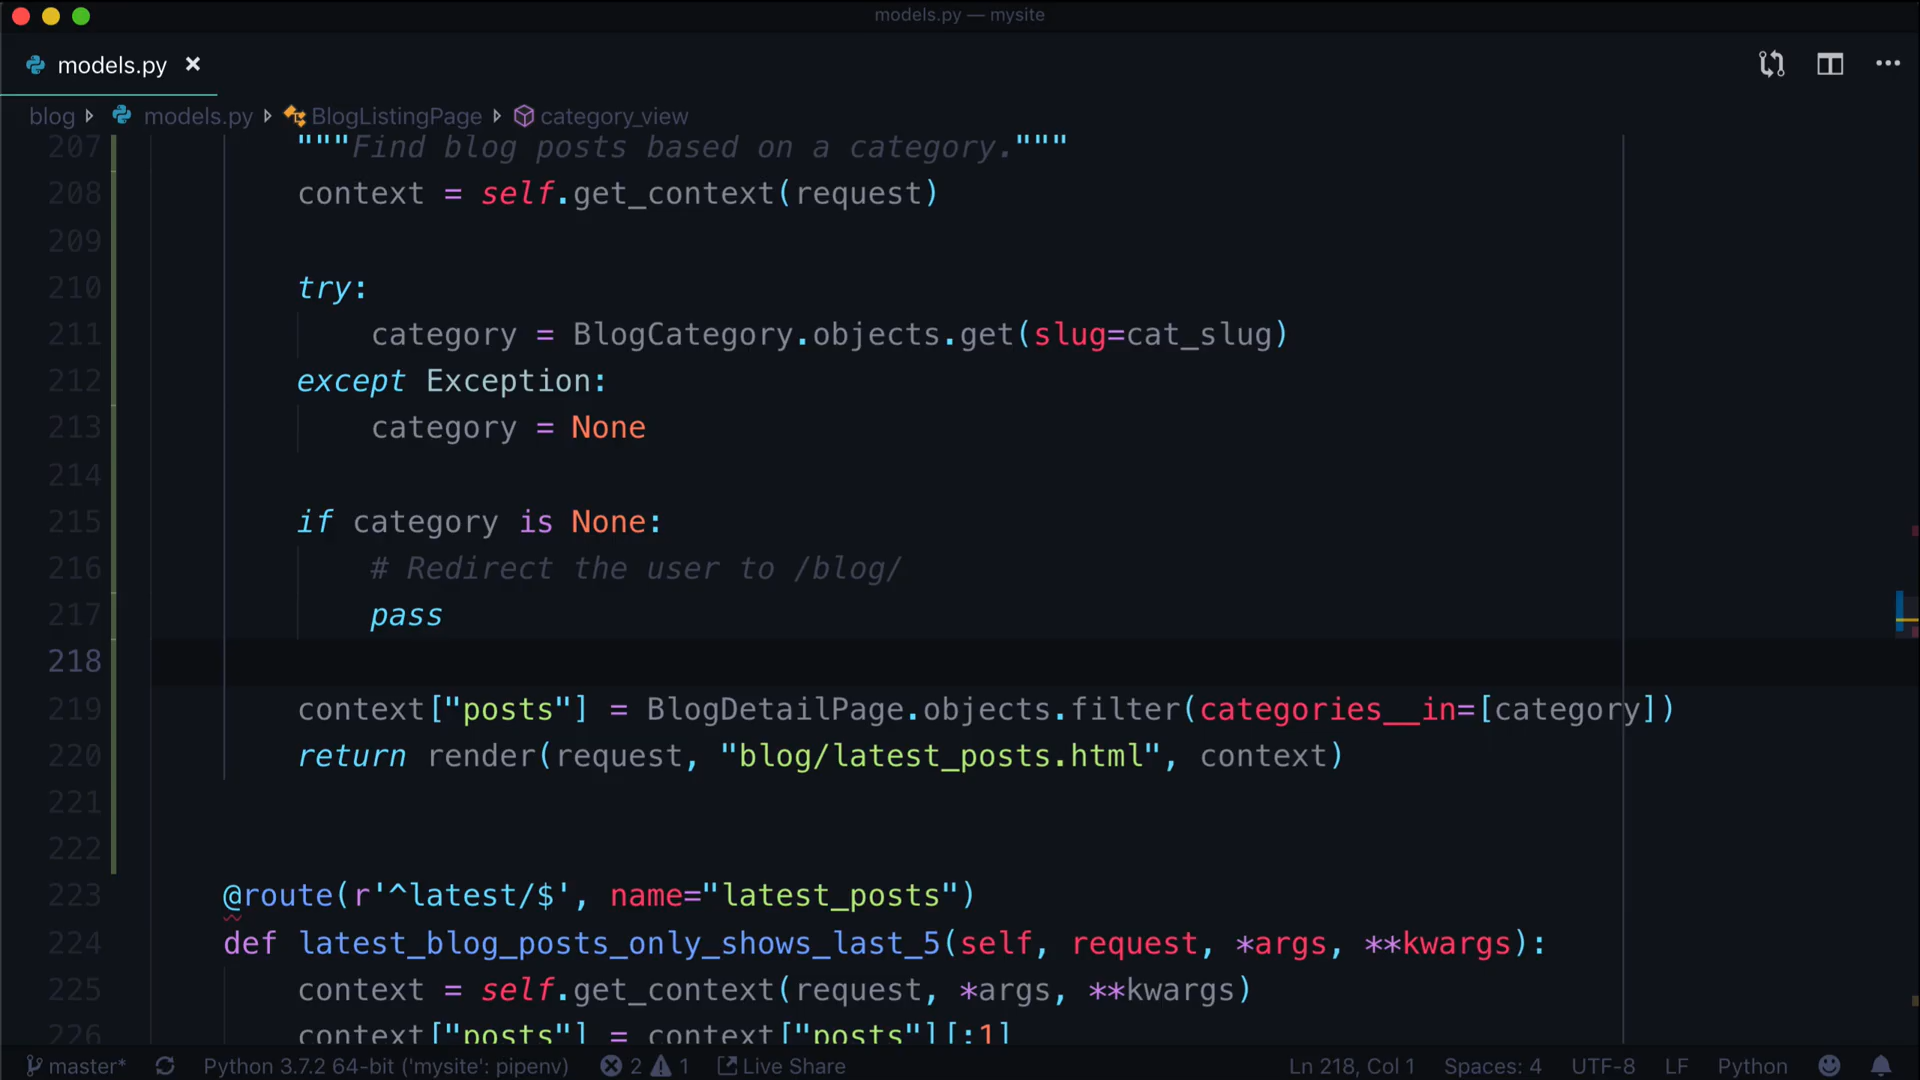 models.py — mysite
models.py ×
blog models.py BlogListingPage category_view
207 """Find blog posts based on a category."""
208 context = self.get_context(request)
209
210 try:
211 category = BlogCategory.objects.get(slug=cat_slug)
212 except Exception:
213 category = None
214
215 if category is None:
216 # Redirect the user to /blog/
217 pass
218
219 context["posts"] = BlogDetailPage.objects.filter(categories__in=[category])
220 return render(request, "blog/latest_posts.html", context)
221
222
223 @route(r'^latest/$', name="latest_posts")
224 def latest_blog_posts_only_shows_last_5(self, request, *args, **kwargs):
225 context = self.get_context(request, *args, **kwargs)
226 context["posts"] = context["posts"][:1]
master* Python 3.7.2 64-bit ('mysite': pipenv) 2 1 Live Share Ln 218, Col 1 Spaces: 4 UTF-8 LF Python